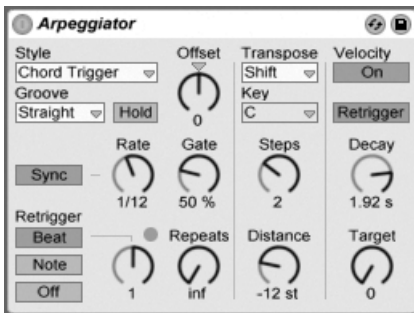 Arpeggiator
Style
Chord Trigger
Groove
Straight
Hold
Offset
0
Transpose
Shift
Key
C
Velocity
On
Retrigger
Sync
Rate
1/12
Gate
50 %
Steps
2
Decay
1.92 s
Retrigger
Beat
Note
Off
1
Repeats
inf
Distance
-12 st
Target
0